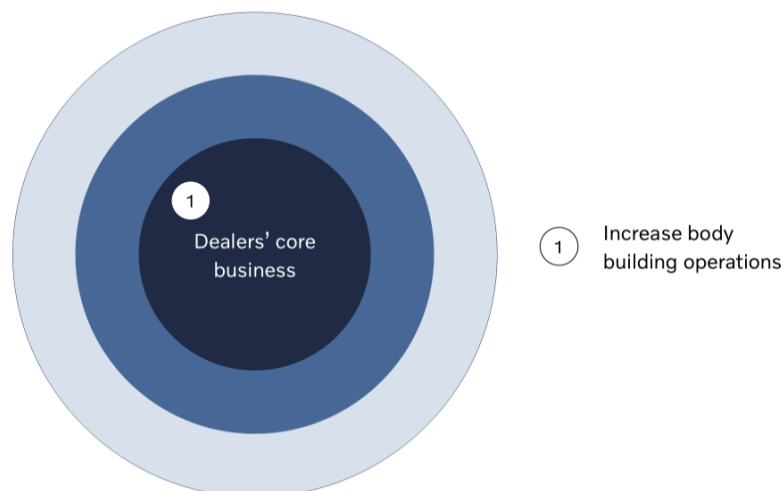 1
Dealers’ core
business
1
Increase body
building operations